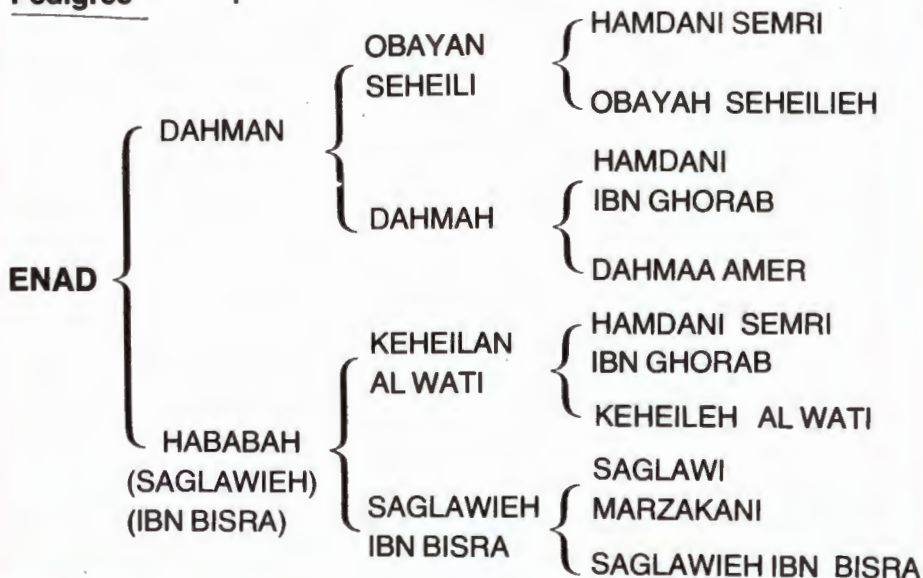 OBAYAN
SEHEILI
HAMDANI SEMRI
OBAYAH SEHEILIEH
DAHMAN
DAHMAH
HAMDANI
IBN GHORAB
DAHMAA AMER
ENAD
HABABAH
(SAGLAWIEH)
(IBN BISRA)
KEHEILAN
AL WATI
HAMDANI SEMRI
IBN GHORAB
KEHEILEH AL WATI
SAGLAWIEH
IBN BISRA
SAGLAWI
MARZAKANI
SAGLAWIEH IBN BISRA